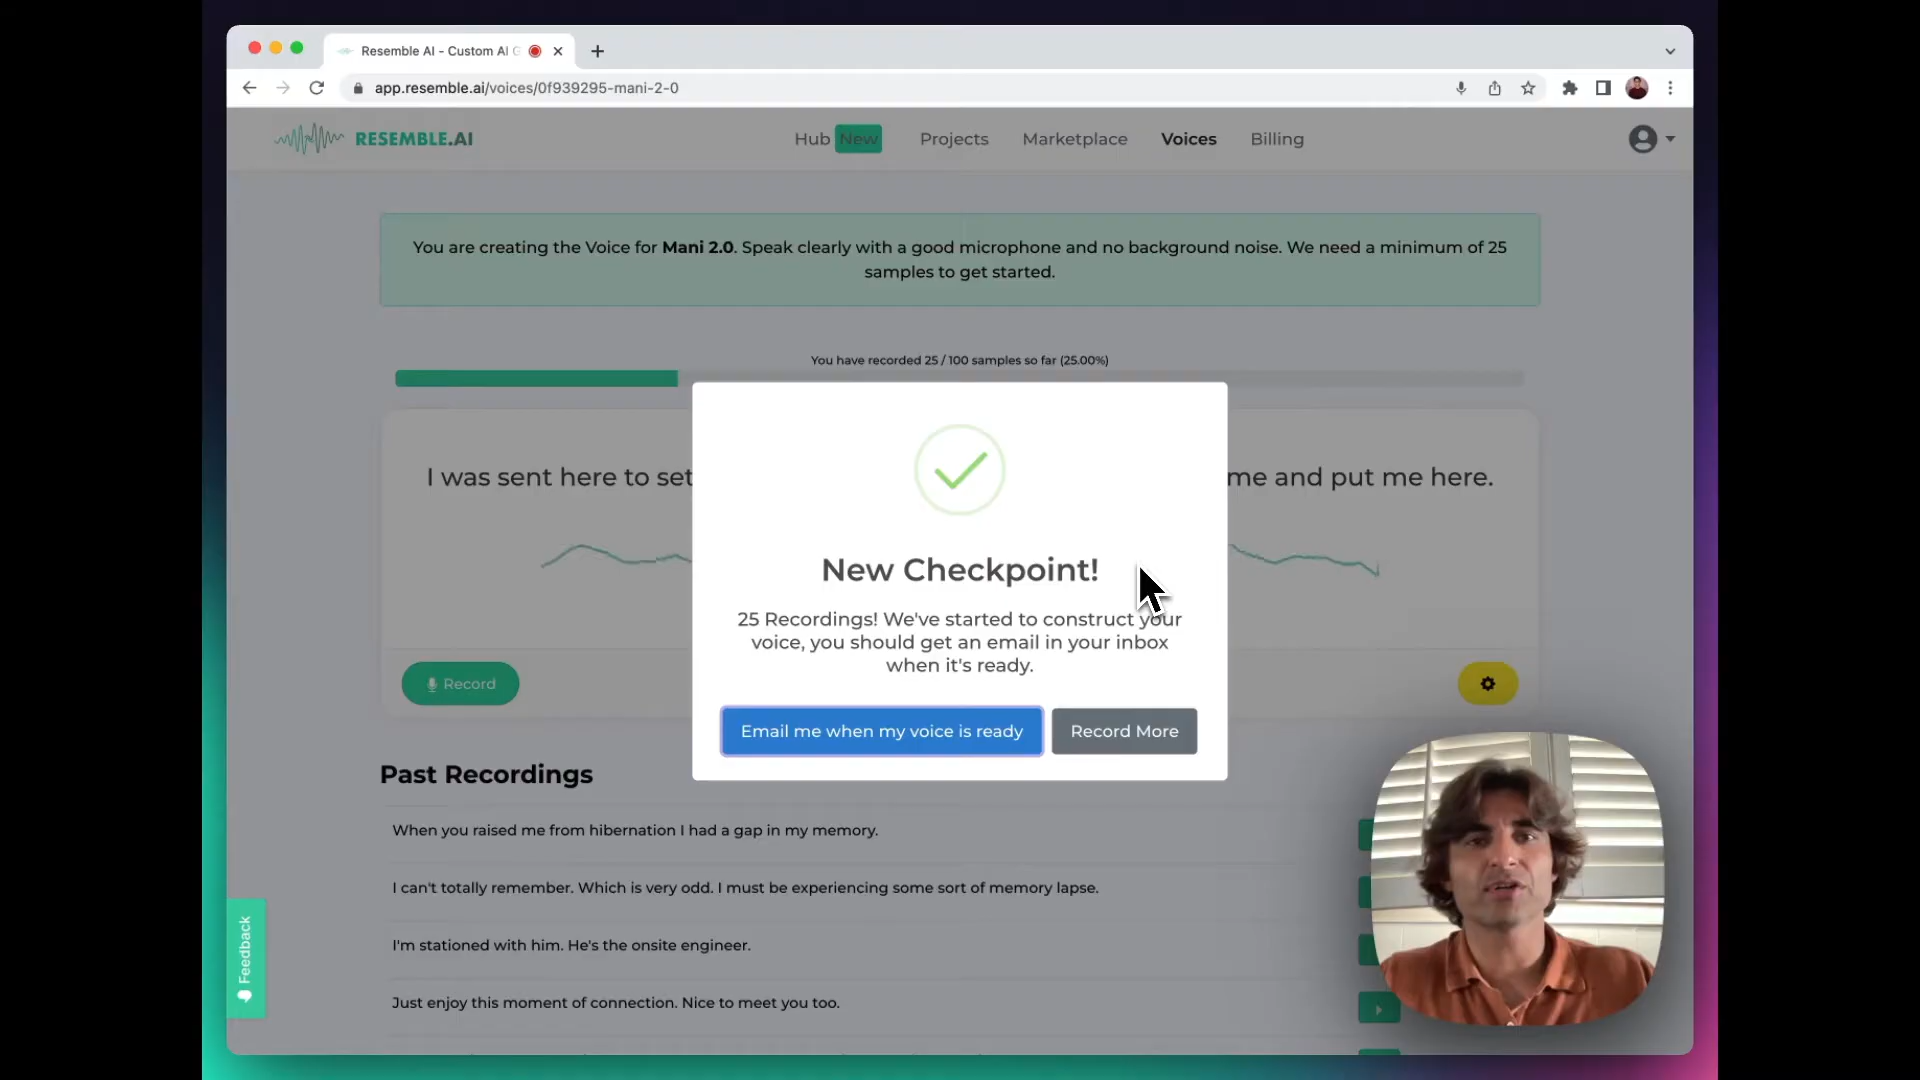 Resemble AI - Custom AI G
app.resemble.ai/voices/0f939295-mani-2-0
RESEMBLE.AI
Hub New Projects Marketplace Voices Billing
You are creating the Voice for Mani 2.0. Speak clearly with a good microphone and no background noise. We need a minimum of 25
samples to get started.
You have recorded 25 / 100 samples so far (25.00%)
I was sent here to set
me and put me here.
New Checkpoint!
25 Recordings! We've started to construct your
voice, you should get an email in your inbox
when it's ready.
Record
Email me when my voice is ready
Record More
Past Recordings
When you raised me from hibernation I had a gap in my memory.
I can't totally remember. Which is very odd. I must be experiencing some sort of memory lapse.
I'm stationed with him. He's the onsite engineer.
Just enjoy this moment of connection. Nice to meet you too.
Feedback